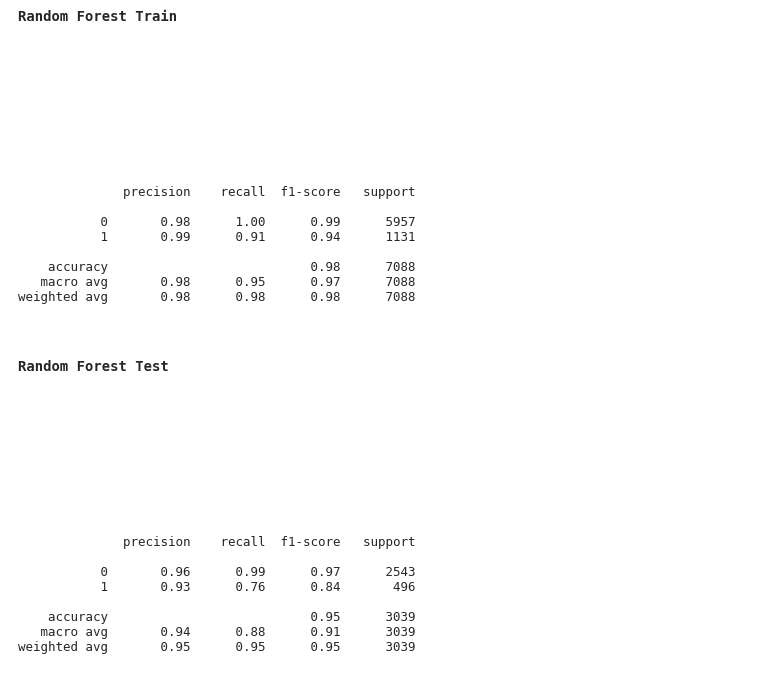 Random Forest Train
precision recall f1-score support
0 0.98 1.00 0.99 5957
1 0.99 0.91 0.94 1131
accuracy 0.98 7088
macro avg 0.98 0.95 0.97 7088
weighted avg 0.98 0.98 0.98 7088
Random Forest Test
precision recall f1-score support
0 0.96 0.99 0.97 2543
1 0.93 0.76 0.84 496
accuracy 0.95 3039
macro avg 0.94 0.88 0.91 3039
weighted avg 0.95 0.95 0.95 3039